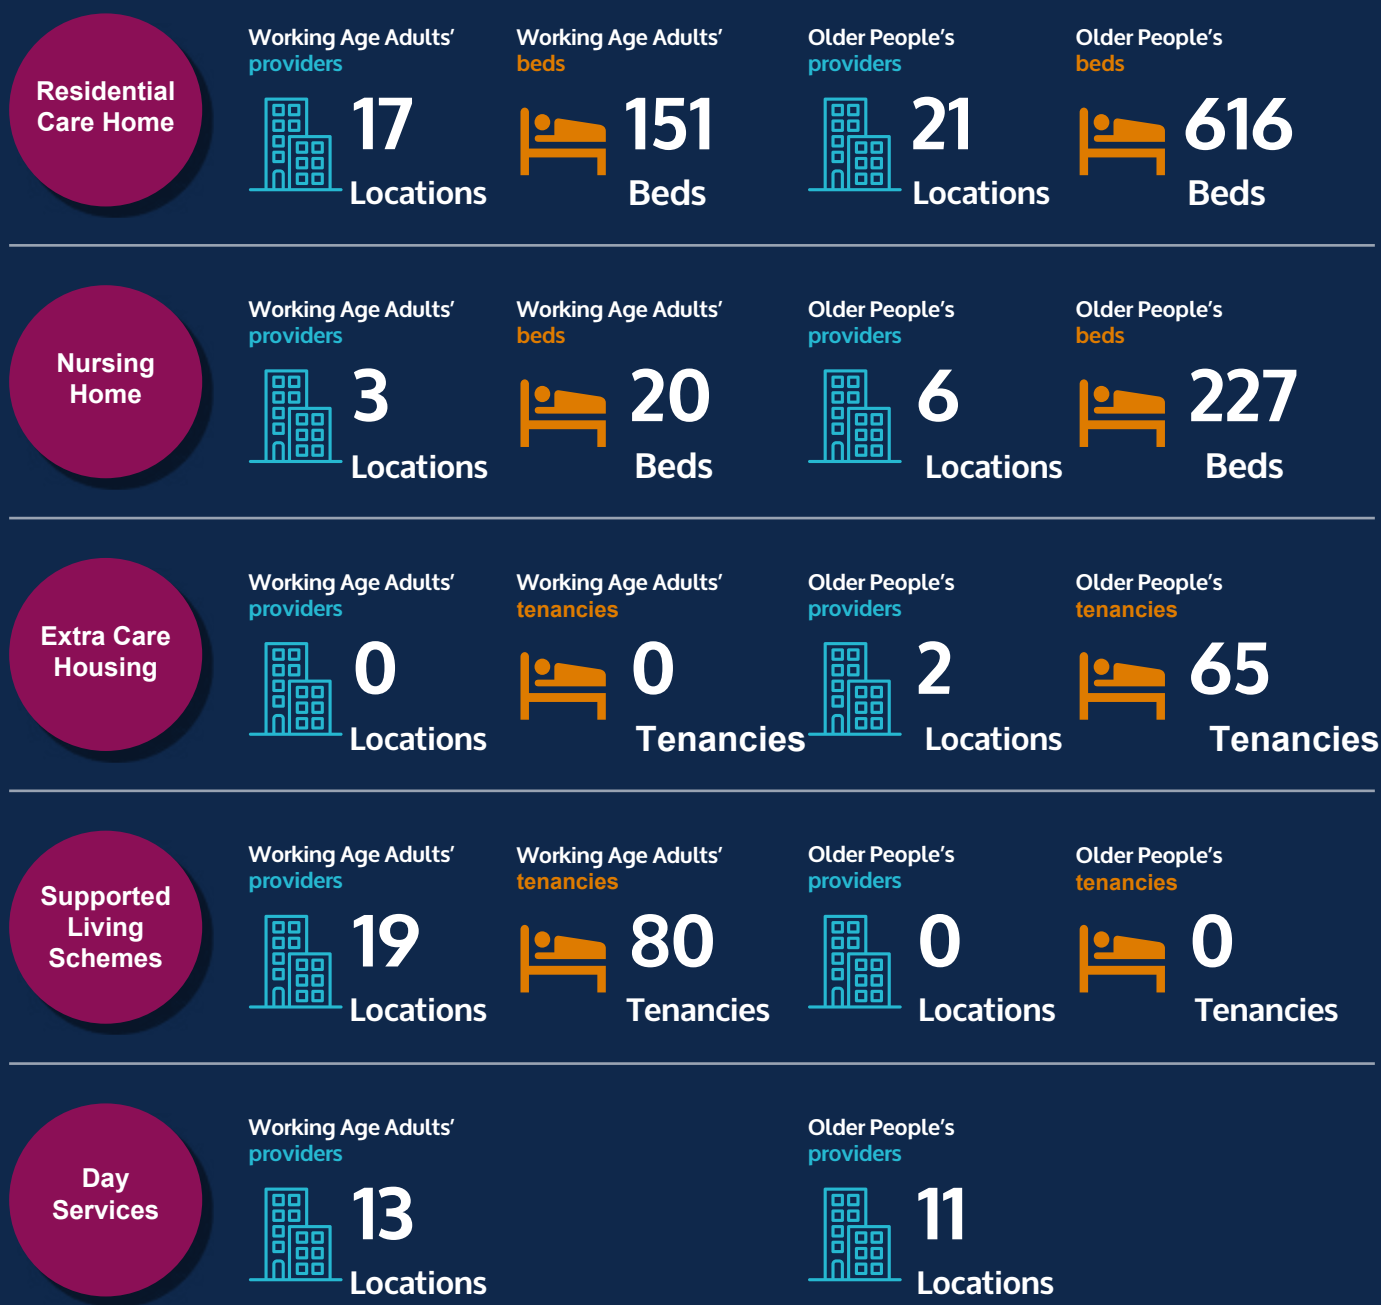 Residential
Care Home
Working Age Adults'
providers
17
Locations
Working Age Adults'
beds
151
Beds
Older People's
providers
21
Locations
Older People's
beds
616
Beds
Nursing
Home
Working Age Adults'
providers
3
Locations
Working Age Adults'
beds
20
Beds
Older People's
providers
6
Locations
Older People's
beds
227
Beds
Extra Care
Housing
Working Age Adults'
providers
0
Locations
Working Age Adults'
tenancies
0
Tenancies
Older People's
providers
2
Locations
Older People's
tenancies
65
Tenancies
Supported
Living
Schemes
Working Age Adults'
providers
19
Locations
Working Age Adults'
tenancies
80
Tenancies
Older People's
providers
0
Locations
Older People's
tenancies
0
Tenancies
Day
Services
Working Age Adults'
providers
13
Locations
Older People's
providers
11
Locations